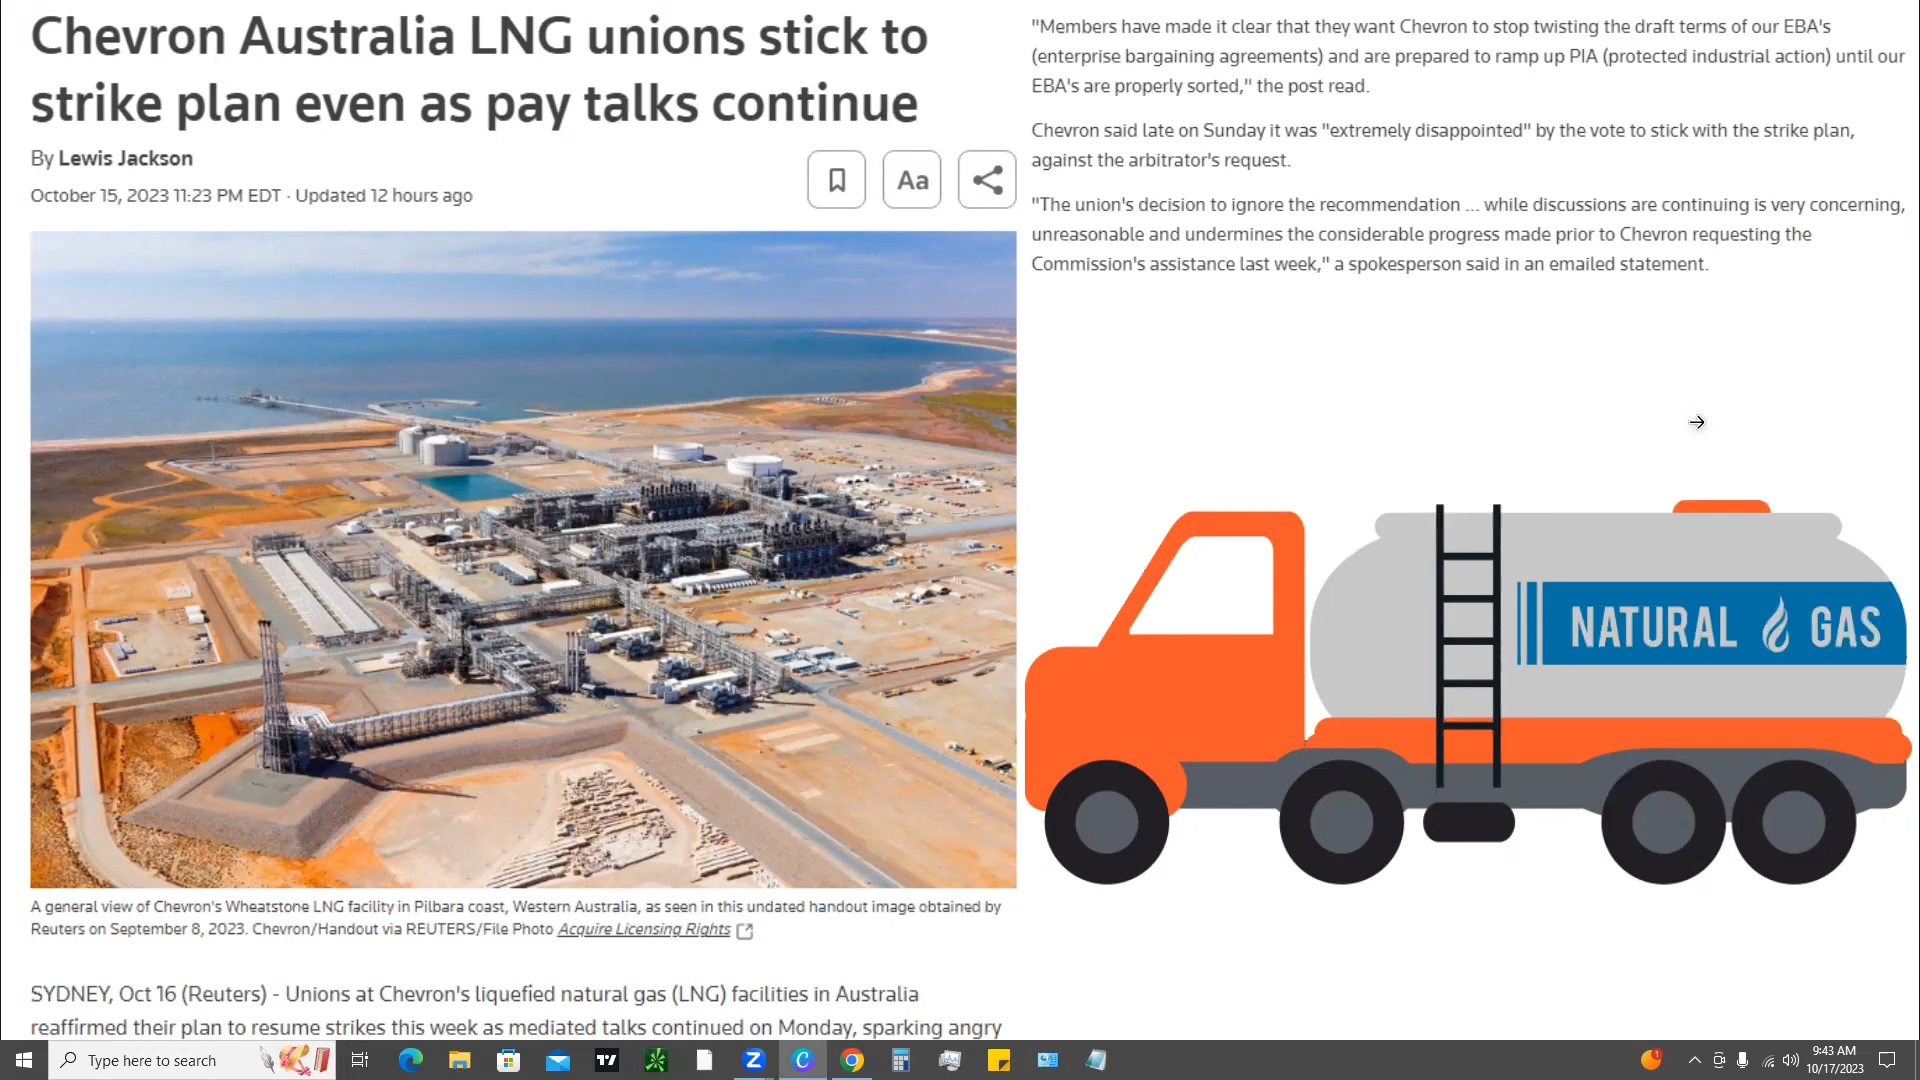 Chevron Australia LNG unions stick to
strike plan even as pay talks continue
By Lewis Jackson
October 15, 2023 11:23 PM EDT · Updated 12 hours ago
Aa
A general view of Chevron's Wheatstone LNG facility in Pilbara coast, Western Australia, as seen in this undated handout image obtained by
Reuters on September 8, 2023. Chevron/Handout via REUTERS/File Photo Acquire Licensing Rights
SYDNEY, Oct 16 (Reuters) - Unions at Chevron's liquefied natural gas (LNG) facilities in Australia
reaffirmed their plan to resume strikes this week as mediated talks continued on Monday, sparking angry
"Members have made it clear that they want Chevron to stop twisting the draft terms of our EBA's
(enterprise bargaining agreements) and are prepared to ramp up PIA (protected industrial action) until our
EBA's are properly sorted," the post read.
Chevron said late on Sunday it was "extremely disappointed" by the vote to stick with the strike plan,
against the arbitrator's request.
"The union's decision to ignore the recommendation ... while discussions are continuing is very concerning,
unreasonable and undermines the considerable progress made prior to Chevron requesting the
Commission's assistance last week," a spokesperson said in an emailed statement.
NATURAL GAS
Type here to search
9:43 AM
10/17/2023